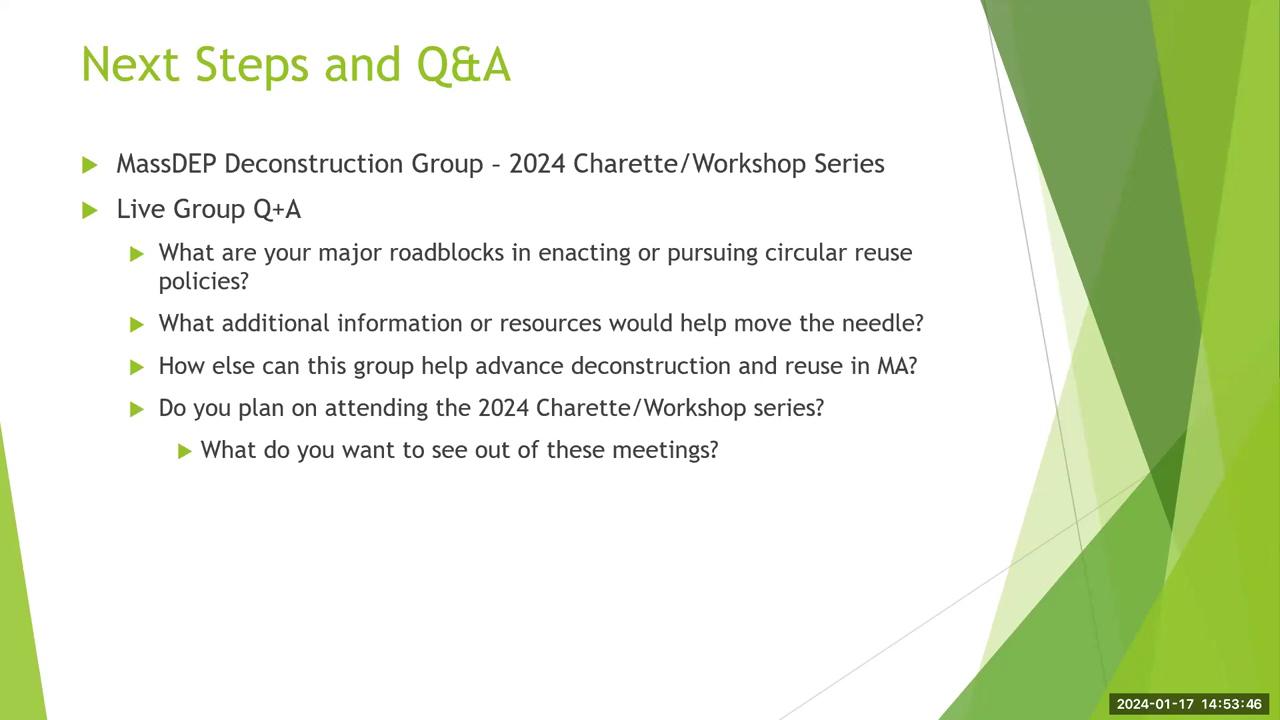 Next Steps and Q&A
MassDEP Deconstruction Group – 2024 Charette/Workshop Series
Live Group Q+A
What are your major roadblocks in enacting or pursuing circular reuse
policies?
What additional information or resources would help move the needle?
How else can this group help advance deconstruction and reuse in MA?
Do you plan on attending the 2024 Charette/Workshop series?
What do you want to see out of these meetings?
2024-01-17 14:53:46